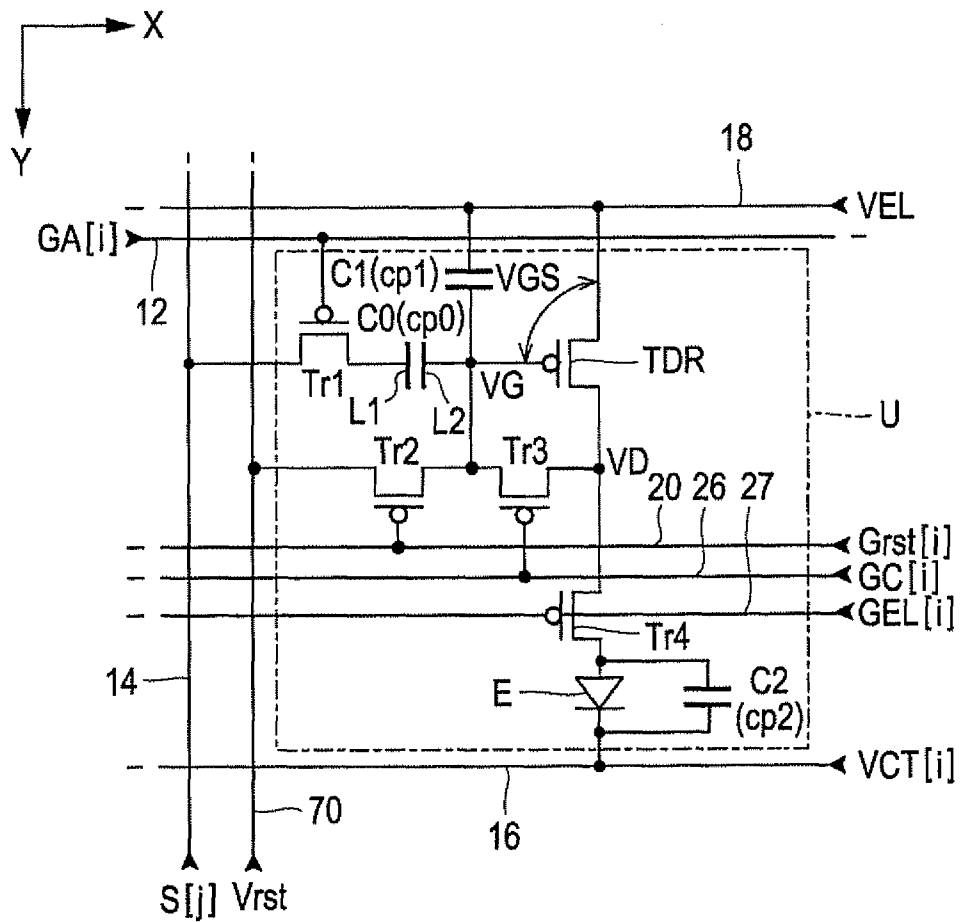 X
Y
18
VEL
GA[i]
12
C1(cp1)
VGS
C0(cp0)
Tr1
VG
TDR
L1
L2
U
Tr2
Tr3
VD
20
26
27
Grst[i]
GC[i]
GEL[i]
Tr4
14
E
C2
(cp2)
VCT[i]
70
16
S[j]
Vrst